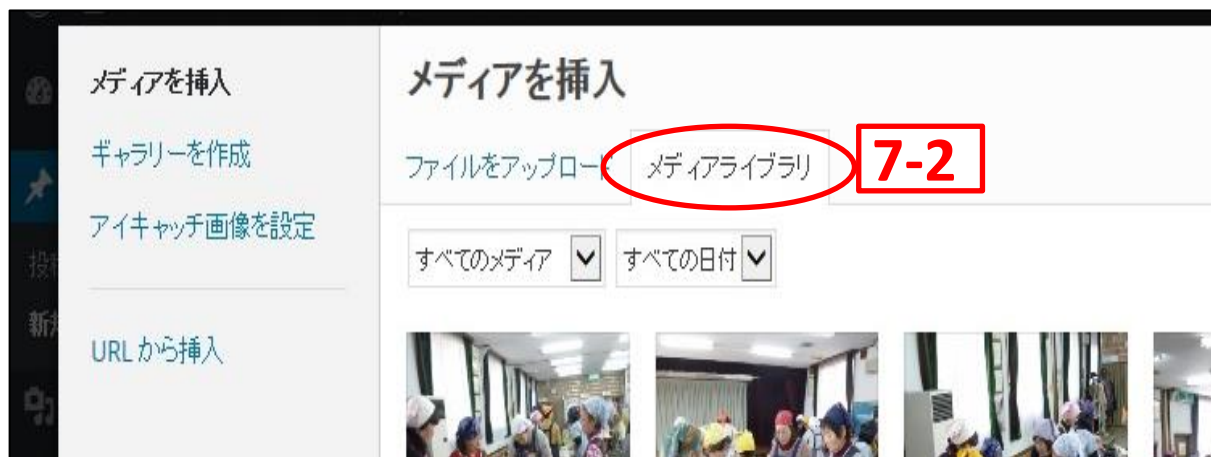 メディアを挿入
ギャラリーを作成
アイキャッチ画像を設定
URL から挿入
メディアを挿入
ファイルをアップロード メディアライブラリ 7-2
すべてのメディア すべての日付